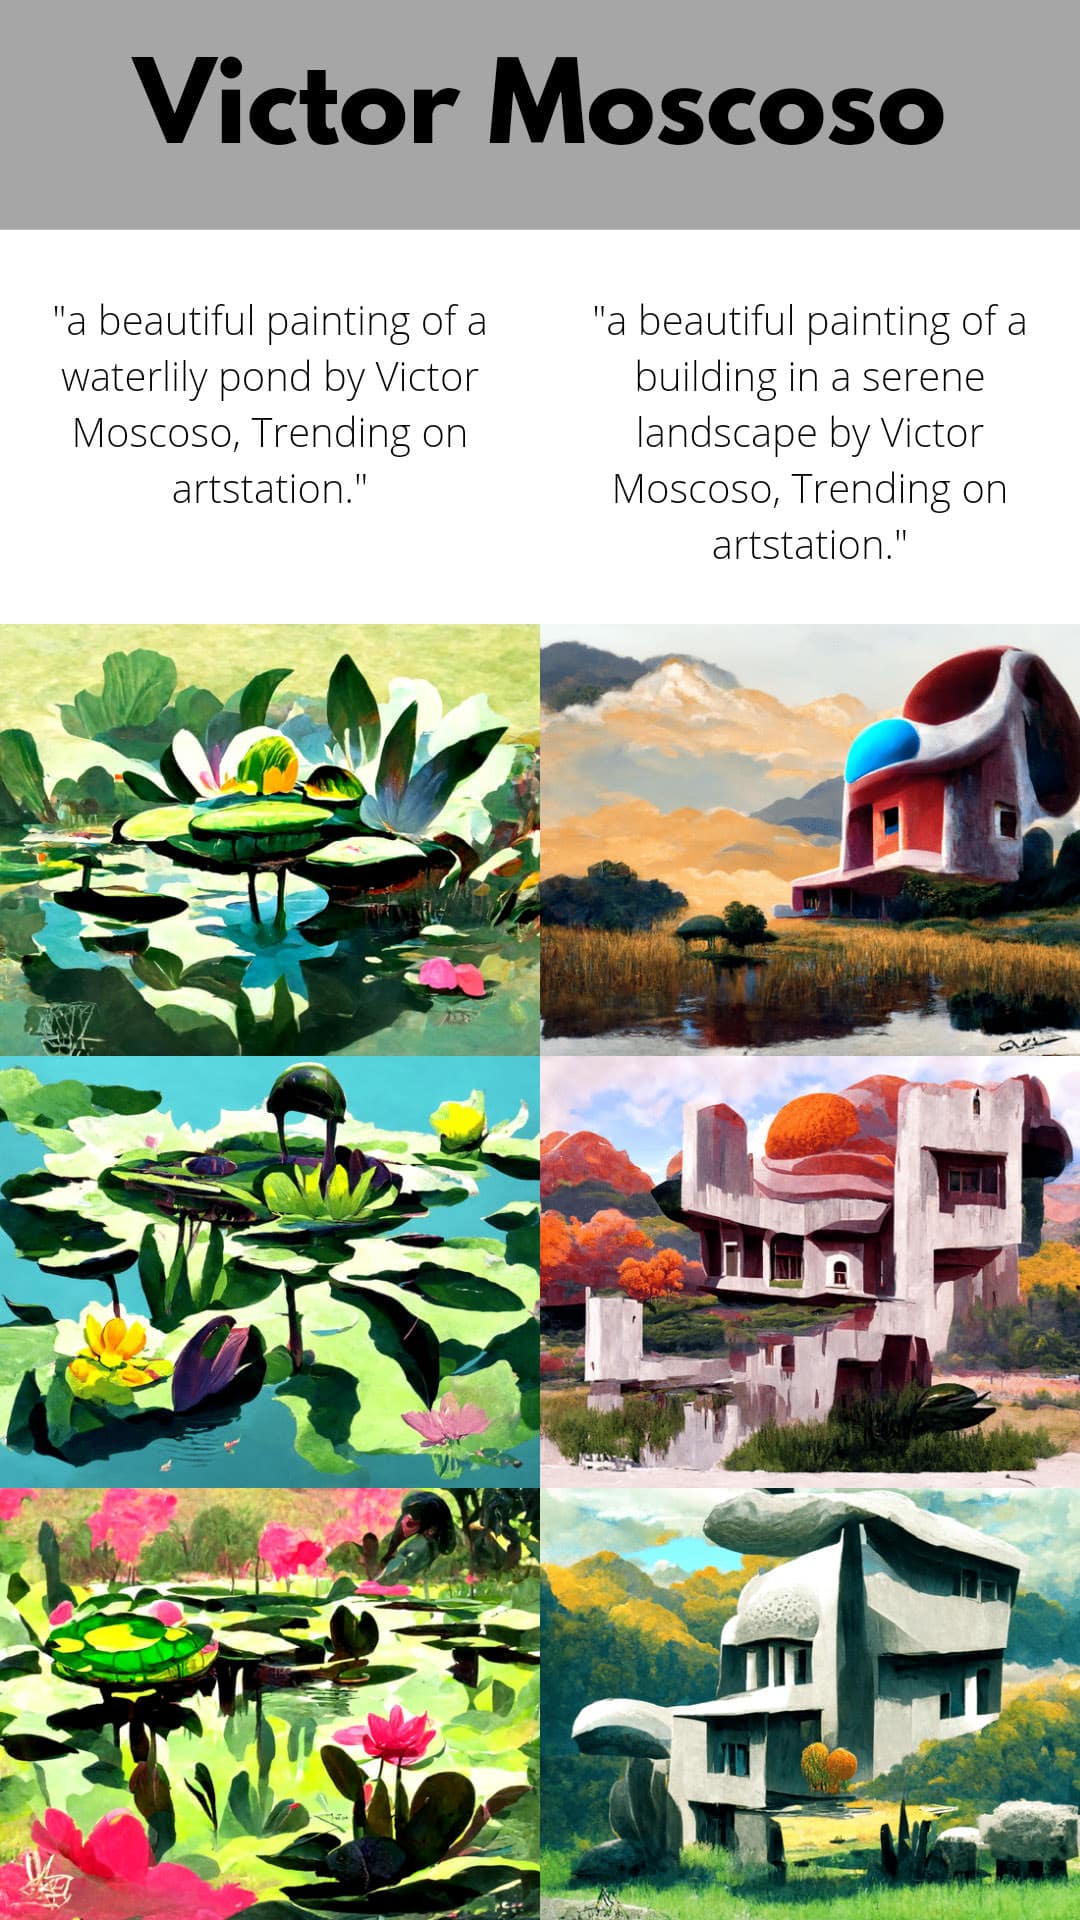 Victor Moscoso
"a beautiful painting of a
waterlily pond by Victor
Moscoso, Trending on
artstation."
"a beautiful painting of a
building in a serene
landscape by Victor
Moscoso, Trending on
artstation."